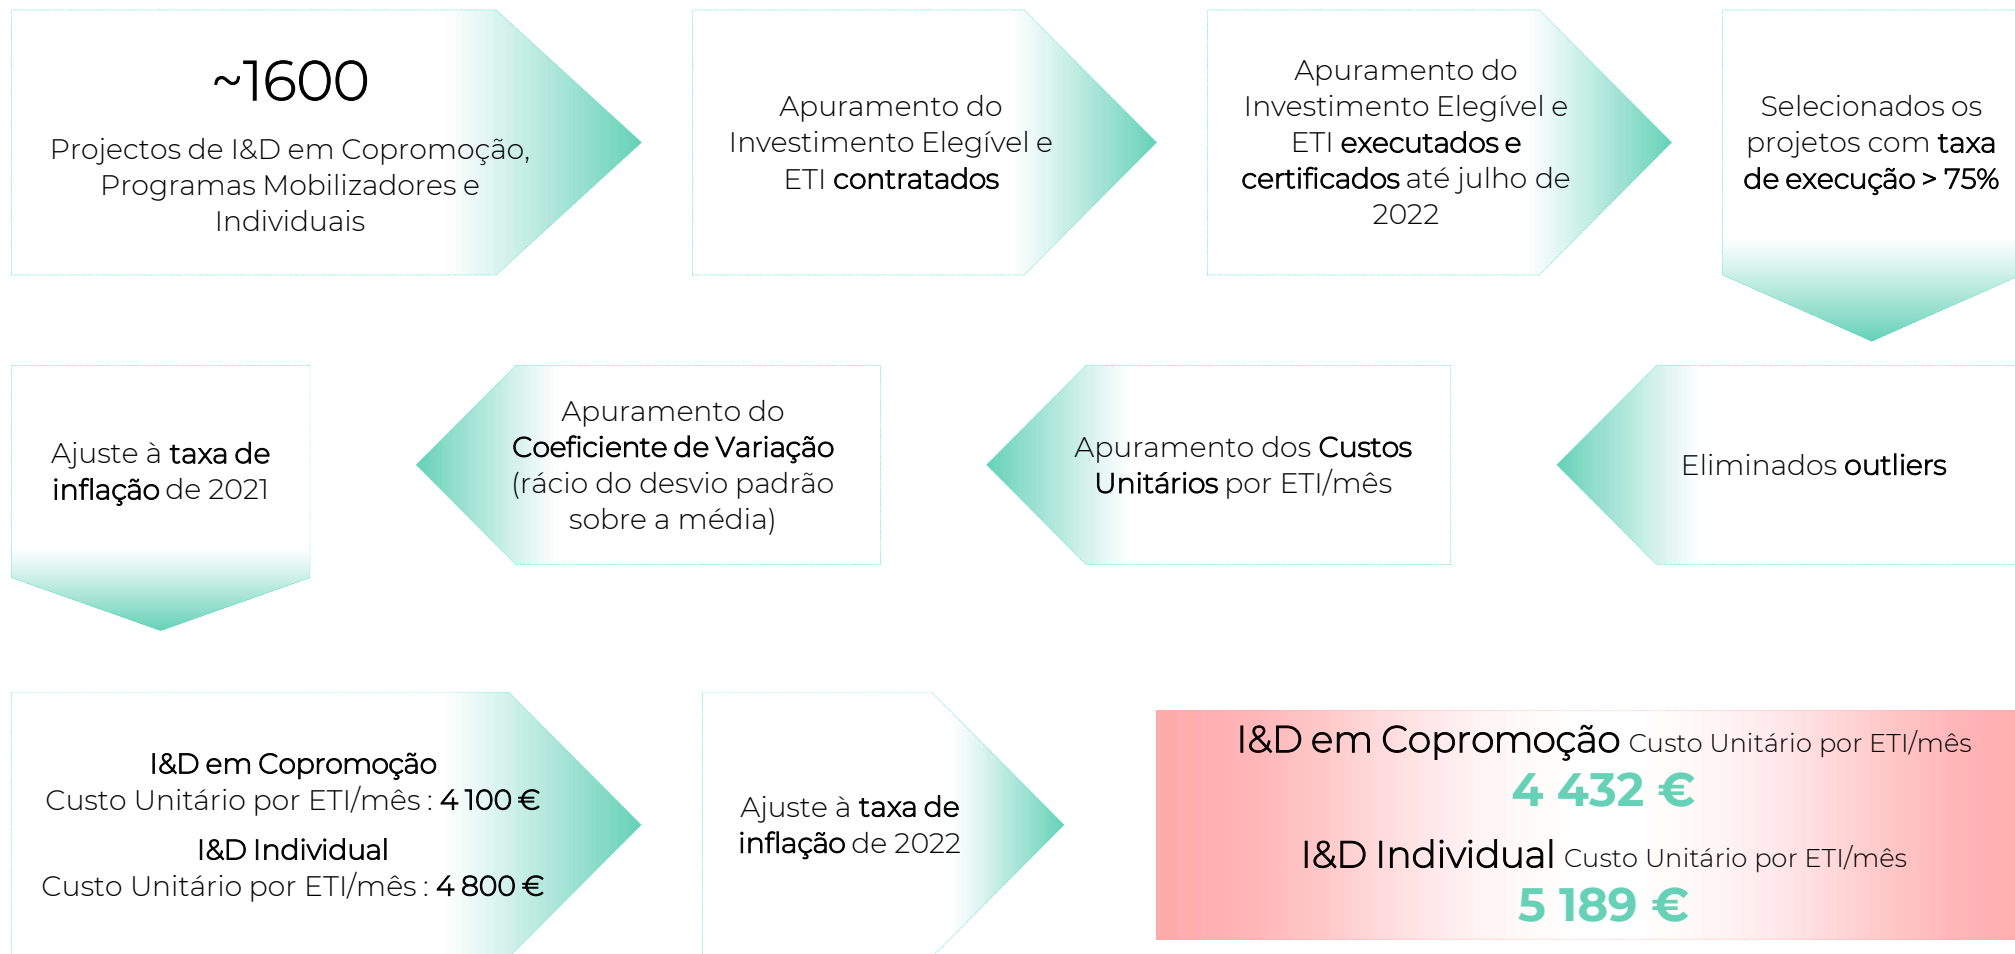 ~1600
Projectos de I&D em Copromoção,
Programas Mobilizadores e
Individuais
Apuramento do
Investimento Elegível e
ETI contratados
Apuramento do
Investimento Elegível e
ETI executados e
certificados até julho de
2022
Selecionados os
projetos com taxa
de execução > 75%
Eliminados outliers
Apuramento dos Custos
Unitários por ETI/mês
Apuramento do
Coeficiente de Variação
(rácio do desvio padrão
sobre a média)
Ajuste à taxa de
inflação de 2021
I&D em Copromoção
Custo Unitário por ETI/mês : 4 100 €
I&D Individual
Custo Unitário por ETI/mês : 4 800 €
Ajuste à taxa de
inflação de 2022
I&D em Copromoção Custo Unitário por ETI/mês
4 432 €
I&D Individual Custo Unitário por ETI/mês
5 189 €